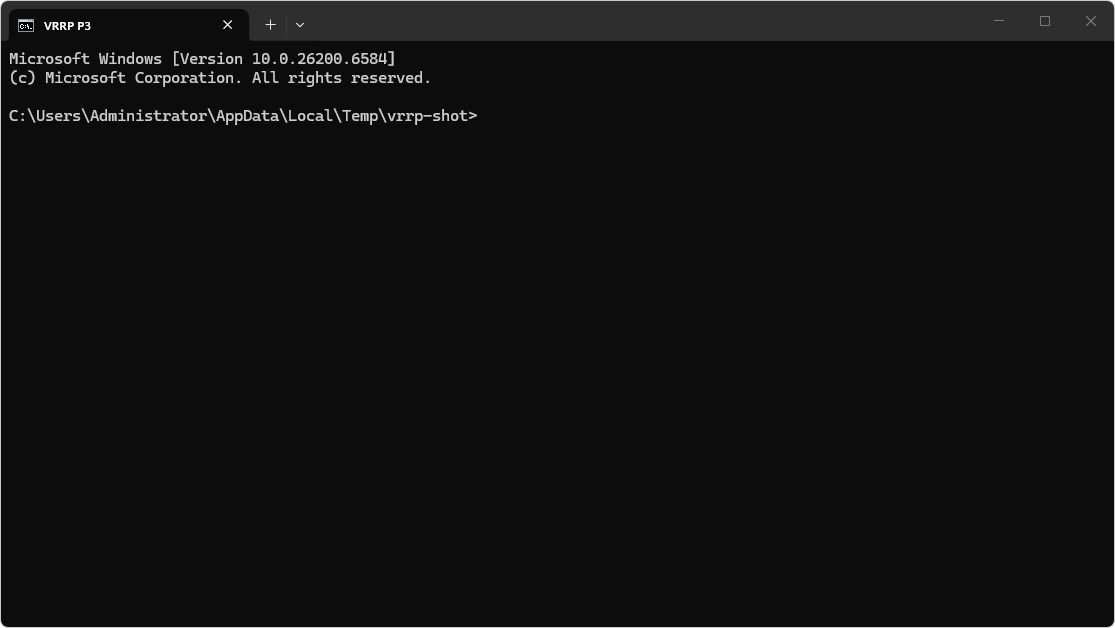 VRRP P3
Microsoft Windows [Version 10.0.26200.6584]
(c) Microsoft Corporation. All rights reserved.
C:\Users\Administrator\AppData\Local\Temp\vrrp-shot>